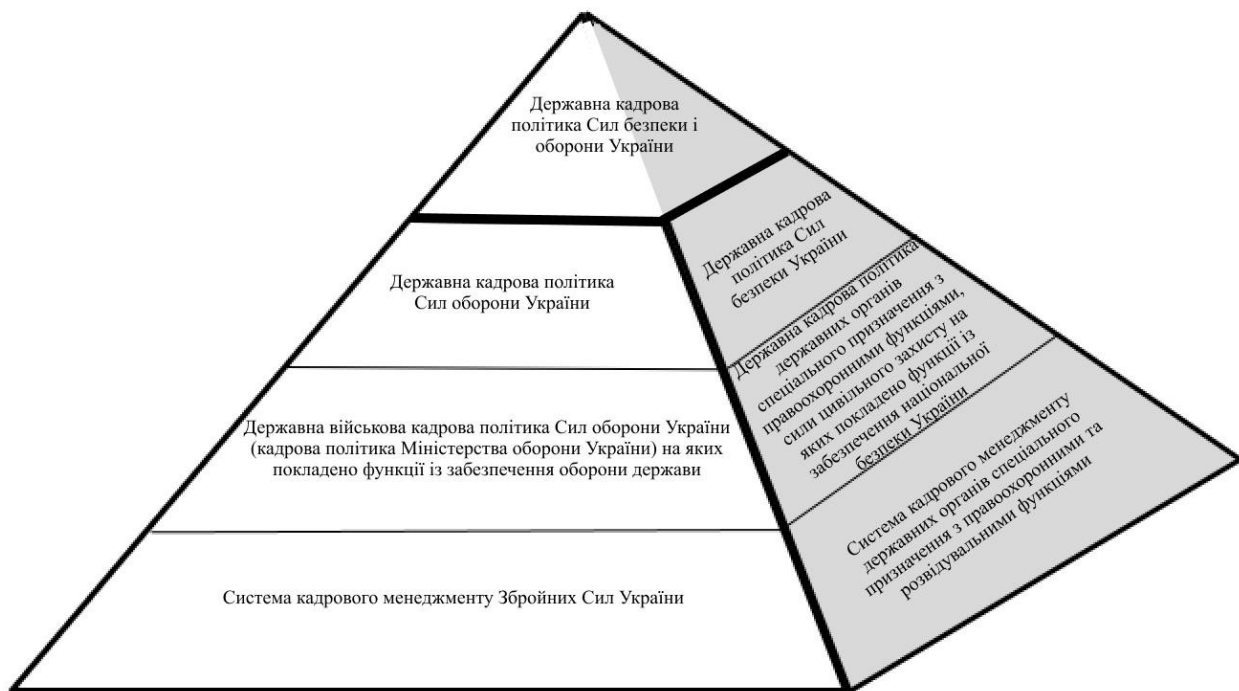 Державна кадрова
політика Сил безпеки і
оборони України
Державна кадрова політика
Сил оборони України
Державна військова кадрова політика Сил оборони України
(кадрова політика Міністерства оборони України) на яких
покладено функції із забезпечення оборони держави
Система кадрового менеджменту Збройних Сил України
Державна кадрова
політика Сил
безпеки України
Державна кадрова політика
державних органів
спеціального призначення з
правоохоронними функціями,
сили цивільного захисту на
яких покладено функції із
забезпечення національної
безпеки України
Система кадрового менеджменту
державних органів спеціального
призначення з правоохоронними та
розвідувальними функціями